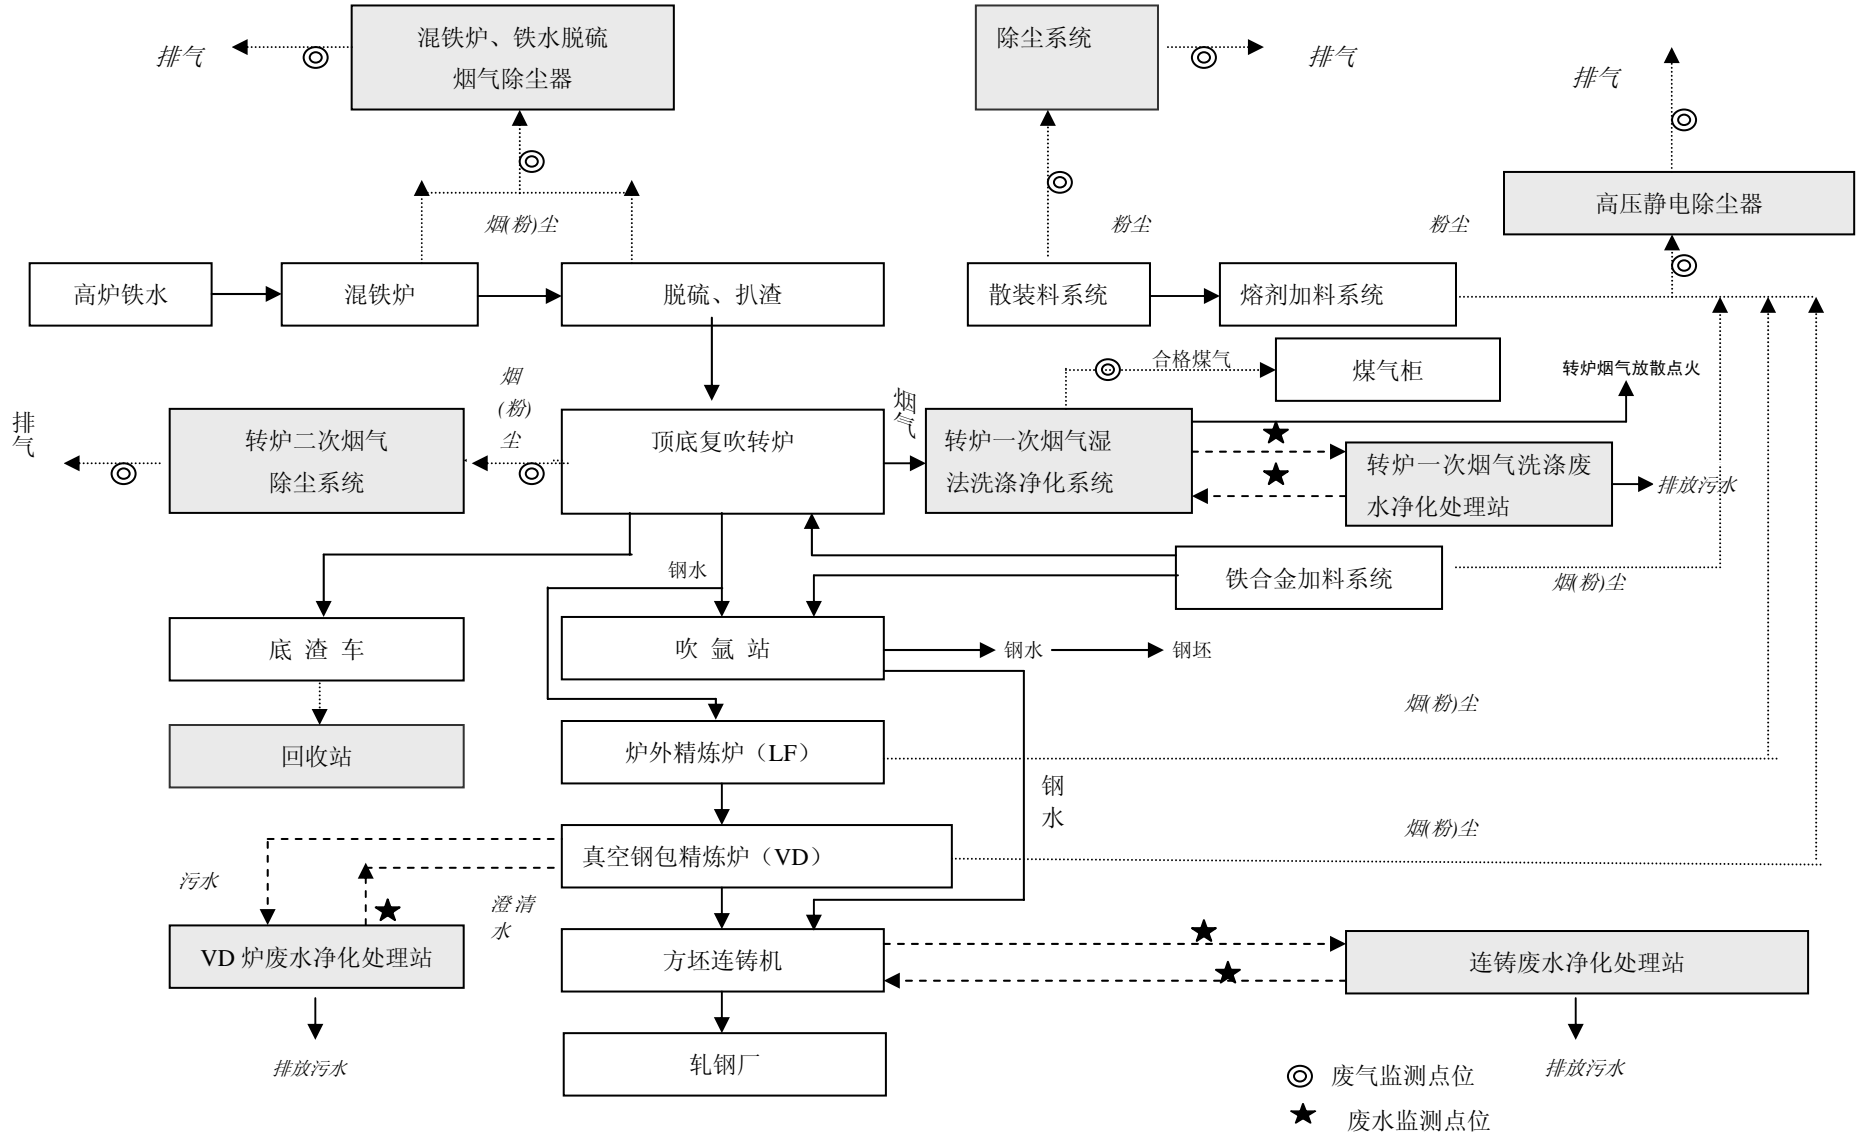 排气
混铁炉、铁水脱硫
烟气除尘器
除尘系统
排气
排气
高压静电除尘器
烟(粉)尘
粉尘
粉尘
高炉铁水
混铁炉
脱硫、扒渣
散装料系统
熔剂加料系统
合格煤气
煤气柜
转炉烟气放散点火
排
气
转炉二次烟气
除尘系统
烟
(粉)
尘
顶底复吹转炉
烟
气
转炉一次烟气湿
法洗涤净化系统
转炉一次烟气洗涤废
水净化处理站
排放污水
钢水
铁合金加料系统
烟(粉)尘
底 渣 车
吹 氩 站
钢水
钢坯
回收站
炉外精炼炉（LF）
烟(粉)尘
钢
水
真空钢包精炼炉（VD）
烟(粉)尘
污水
澄清
水
VD 炉废水净化处理站
方坯连铸机
连铸废水净化处理站
排放污水
轧钢厂
排放污水
废气监测点位
废水监测点位